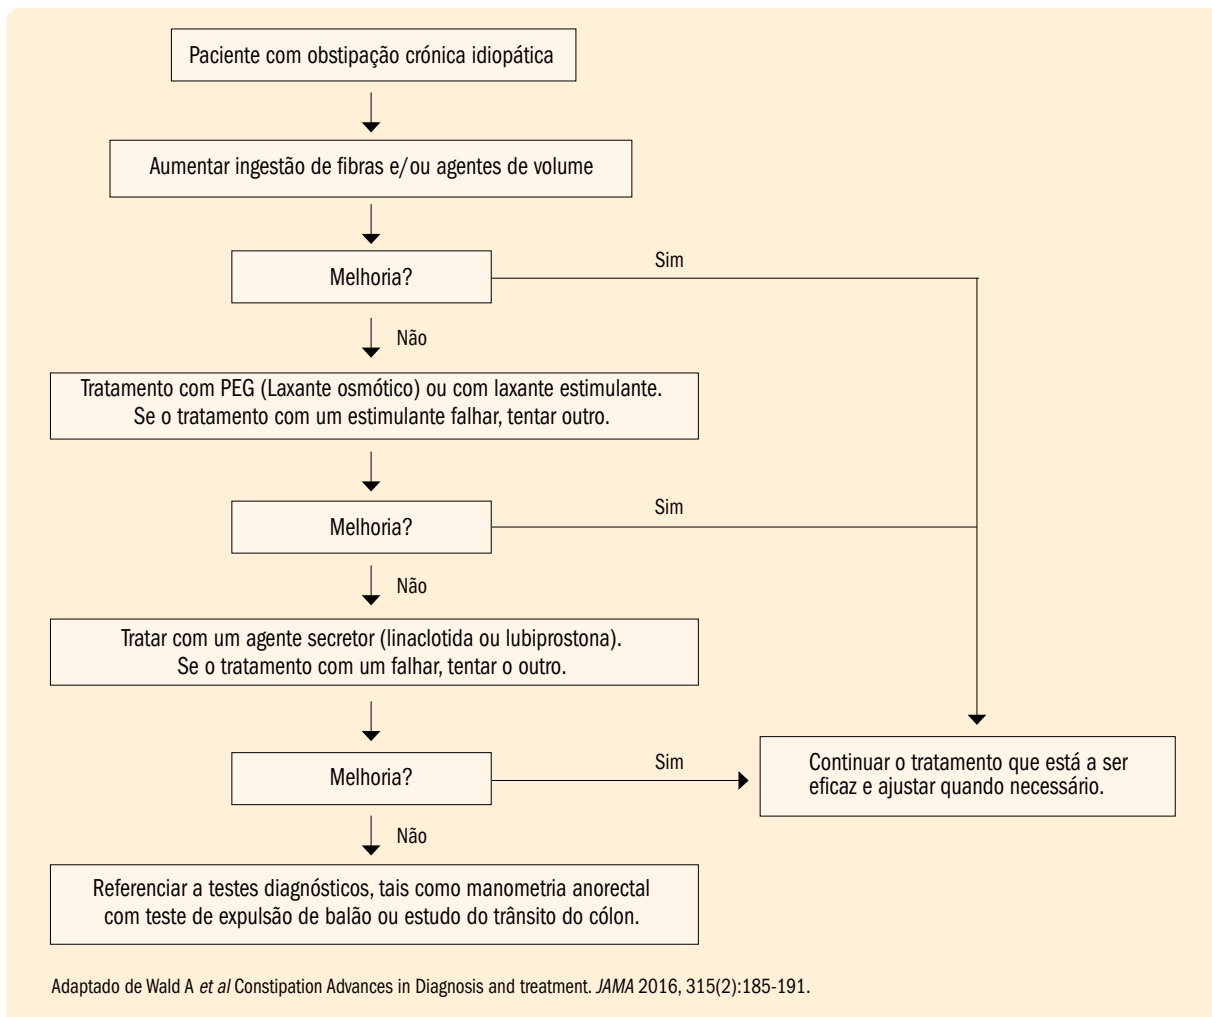 Paciente com obstipação crónica idiopática
Aumentar ingestão de fibras e/ou agentes de volume
Melhoria?
Sim
Não
Tratamento com PEG (Laxante osmótico) ou com laxante estimulante.
Se o tratamento com um estimulante falhar, tentar outro.
Melhoria?
Sim
Não
Tratar com um agente secretor (linaclotida ou lubiprostona).
Se o tratamento com um falhar, tentar o outro.
Melhoria?
Sim
Continuar o tratamento que está a ser
eficaz e ajustar quando necessário.
Não
Referenciar a testes diagnósticos, tais como manometria anorectal
com teste de expulsão de balão ou estudo do trânsito do cólon.
Adaptado de Wald A et al Constipation Advances in Diagnosis and treatment. JAMA 2016, 315(2):185-191.